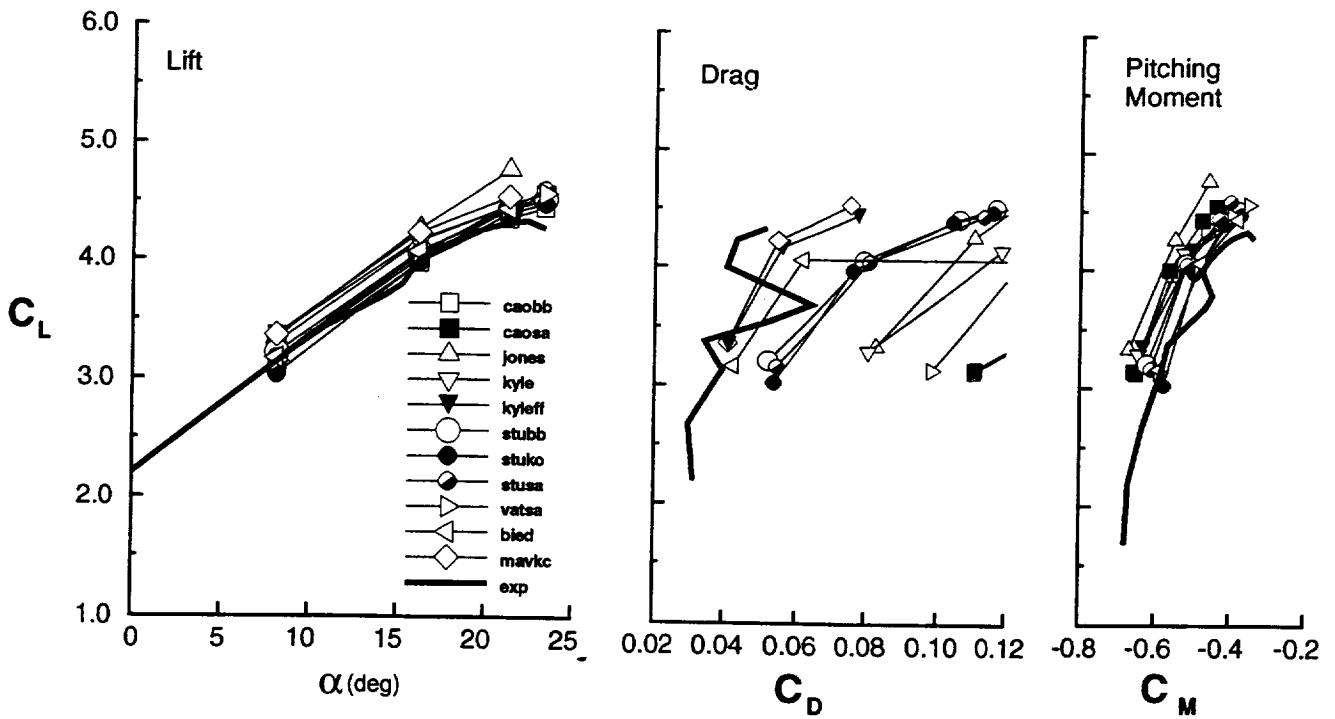 6.0
5.0
4.0
3.0
2.0
1.0
C_L
Lift
caobb
caosa
jones
kyle
kyleff
stubb
stuko
stusa
vatsa
bied
mavkc
exp
0 5 10 15 20 25
α (deg)
Drag
0.02 0.04 0.06 0.08 0.10 0.12
C_D
Pitching
Moment
-0.8 -0.6 -0.4 -0.2
C_M